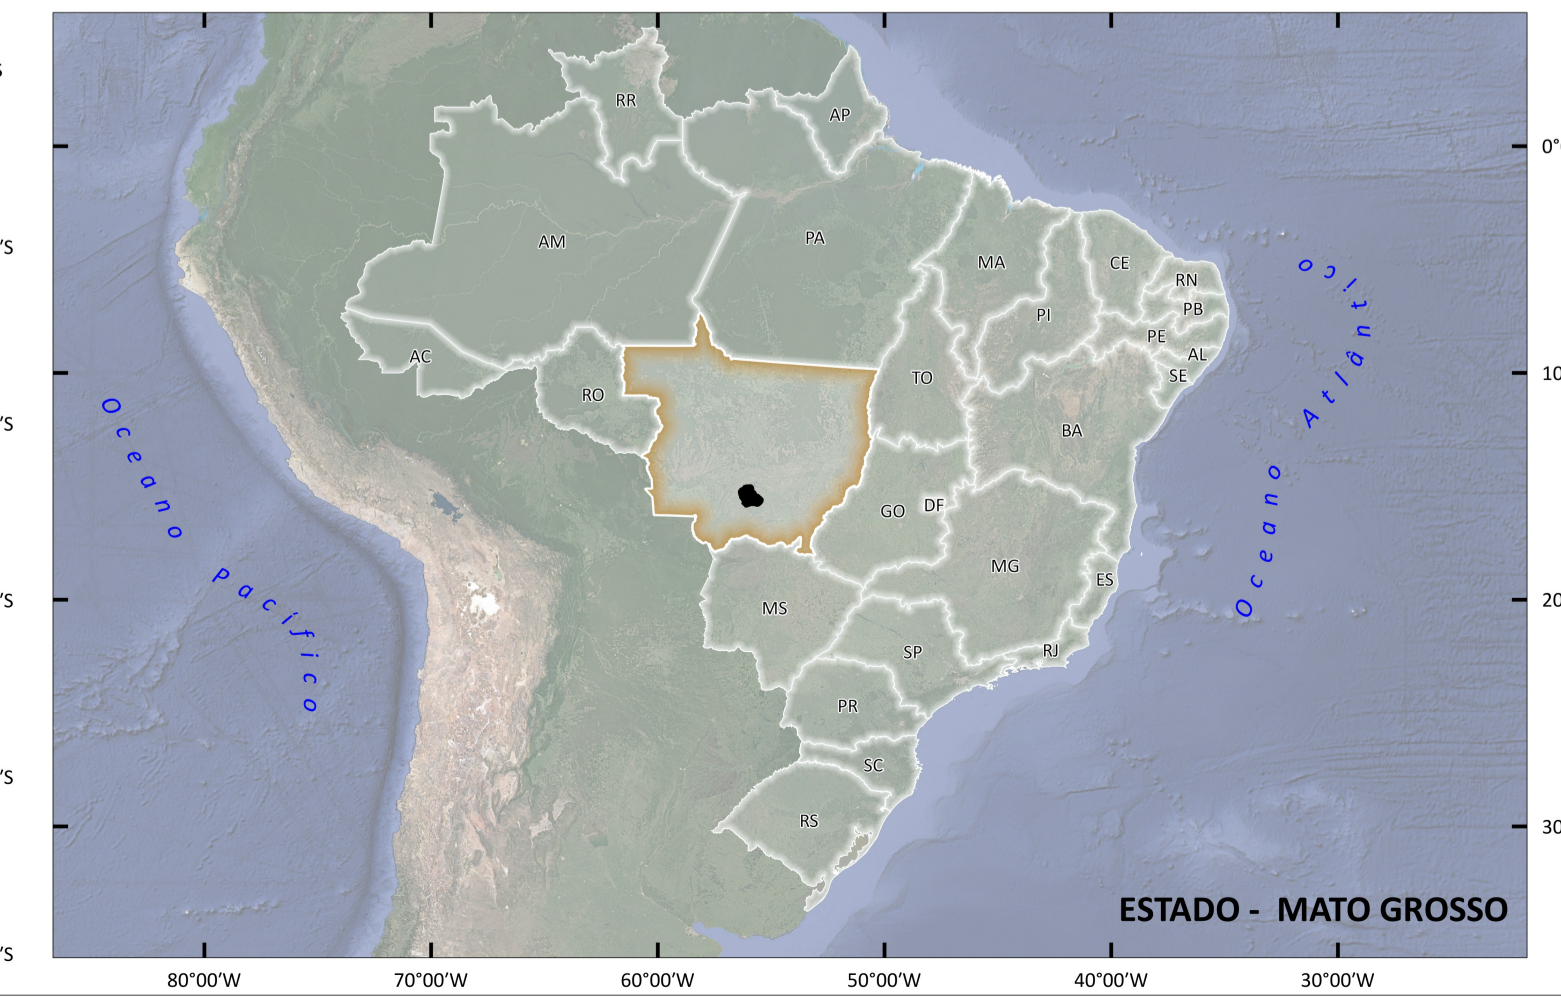 RR
AP
0°
AM
PA
'S
MA
CE
RN
PB
PI
PE
AL
SE
AC
RO
TO
10
BA
'S
GO
DF
MG
ES
MS
'S
20
RJ
SP
PR
SC
'S
RS
30
'S
Oceano Pacífico
Oceano Atlântico
ESTADO - MATO GROSSO
80°00'W 70°00'W 60°00'W 50°00'W 40°00'W 30°00'W